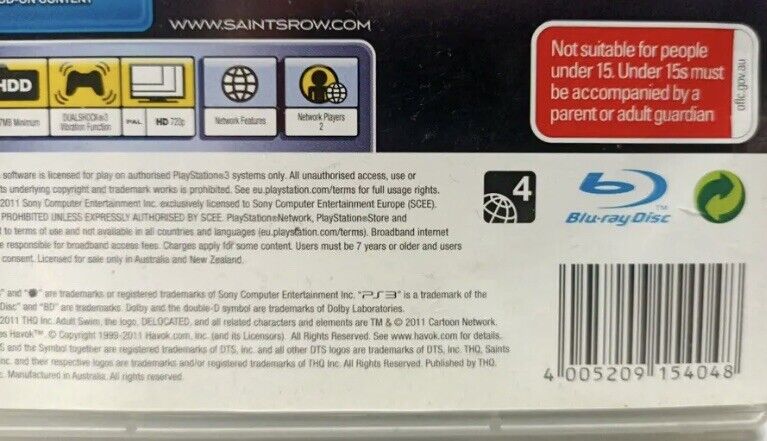 WWW.SAINTSROW.COM
HDD
7MB Minimum
DUALSHOCK®3
Vibration Function
PAL HD 720p
Network Features
Network Players
2
Not suitable for people
under 15. Under 15s must
be accompanied by a
parent or adult guardian
oflc.gov.au
software is licensed for play on authorised PlayStation®3 systems only. All unauthorised access, use or
underlying copyright and trademark works is prohibited. See eu.playstation.com/terms for full usage rights.
2011 Sony Computer Entertainment Inc. exclusively licensed to Sony Computer Entertainment Europe (SCEE).
PROHIBITED UNLESS EXPRESSLY AUTHORISED BY SCEE. PlayStation®Network, PlayStation®Store and
to terms of use and not available in all countries and languages (eu.playstation.com/terms). Broadband internet
responsible for broadband access fees. Charges apply for some content. Users must be 7 years or older and users
consent. Licensed for sale only in Australia and New Zealand.
4
Blu-ray Disc
TM
" and " " are trademarks or registered trademarks of Sony Computer Entertainment Inc. "PS3" is a trademark of the
Disc" and "BD" are trademarks. Dolby and the double-D symbol are trademarks of Dolby Laboratories.
2011 THQ Inc. Adult Swim, the logo, DELOCATED, and all related characters and elements are TM & © 2011 Cartoon Network.
Havok™. © Copyright 1999-2011 Havok.com, Inc. (and its Licensors). All Rights Reserved. See www.havok.com for details.
and the Symbol together are registered trademarks of DTS, Inc. and all other DTS logos are trademarks of DTS, Inc. THQ, Saints
Inc. and their respective logos are trademarks and/or registered trademarks of THQ Inc. All Rights Reserved. Published by THQ.
Manufactured in Australia. All rights reserved.
4 005209 154048